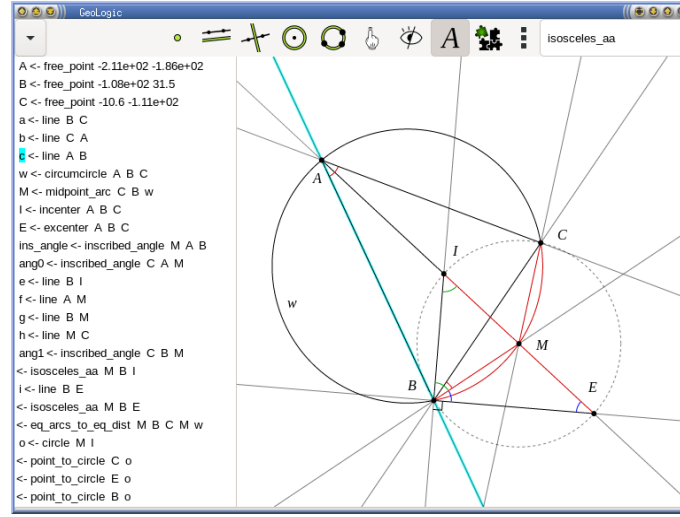 GeoLogic
A
isosceles_aa
A <- free_point -2.11e+02 -1.86e+02
B <- free_point -1.08e+02 31.5
C <- free_point -10.6 -1.11e+02
a <- line B C
b <- line C A
c <- line A B
w <- circumcircle A B C
M <- midpoint_arc C B w
I <- incenter A B C
E <- excenter A B C
ins_angle <- inscribed_angle M A B
ang0 <- inscribed_angle C A M
e <- line B I
f <- line A M
g <- line B M
h <- line M C
ang1 <- inscribed_angle C B M
<- isosceles_aa M B I
i <- line B E
<- isosceles_aa M B E
<- eq_arcs_to_eq_dist M B C M w
o <- circle M I
<- point_to_circle C o
<- point_to_circle E o
<- point_to_circle B o
A
C
I
w
M
B
E